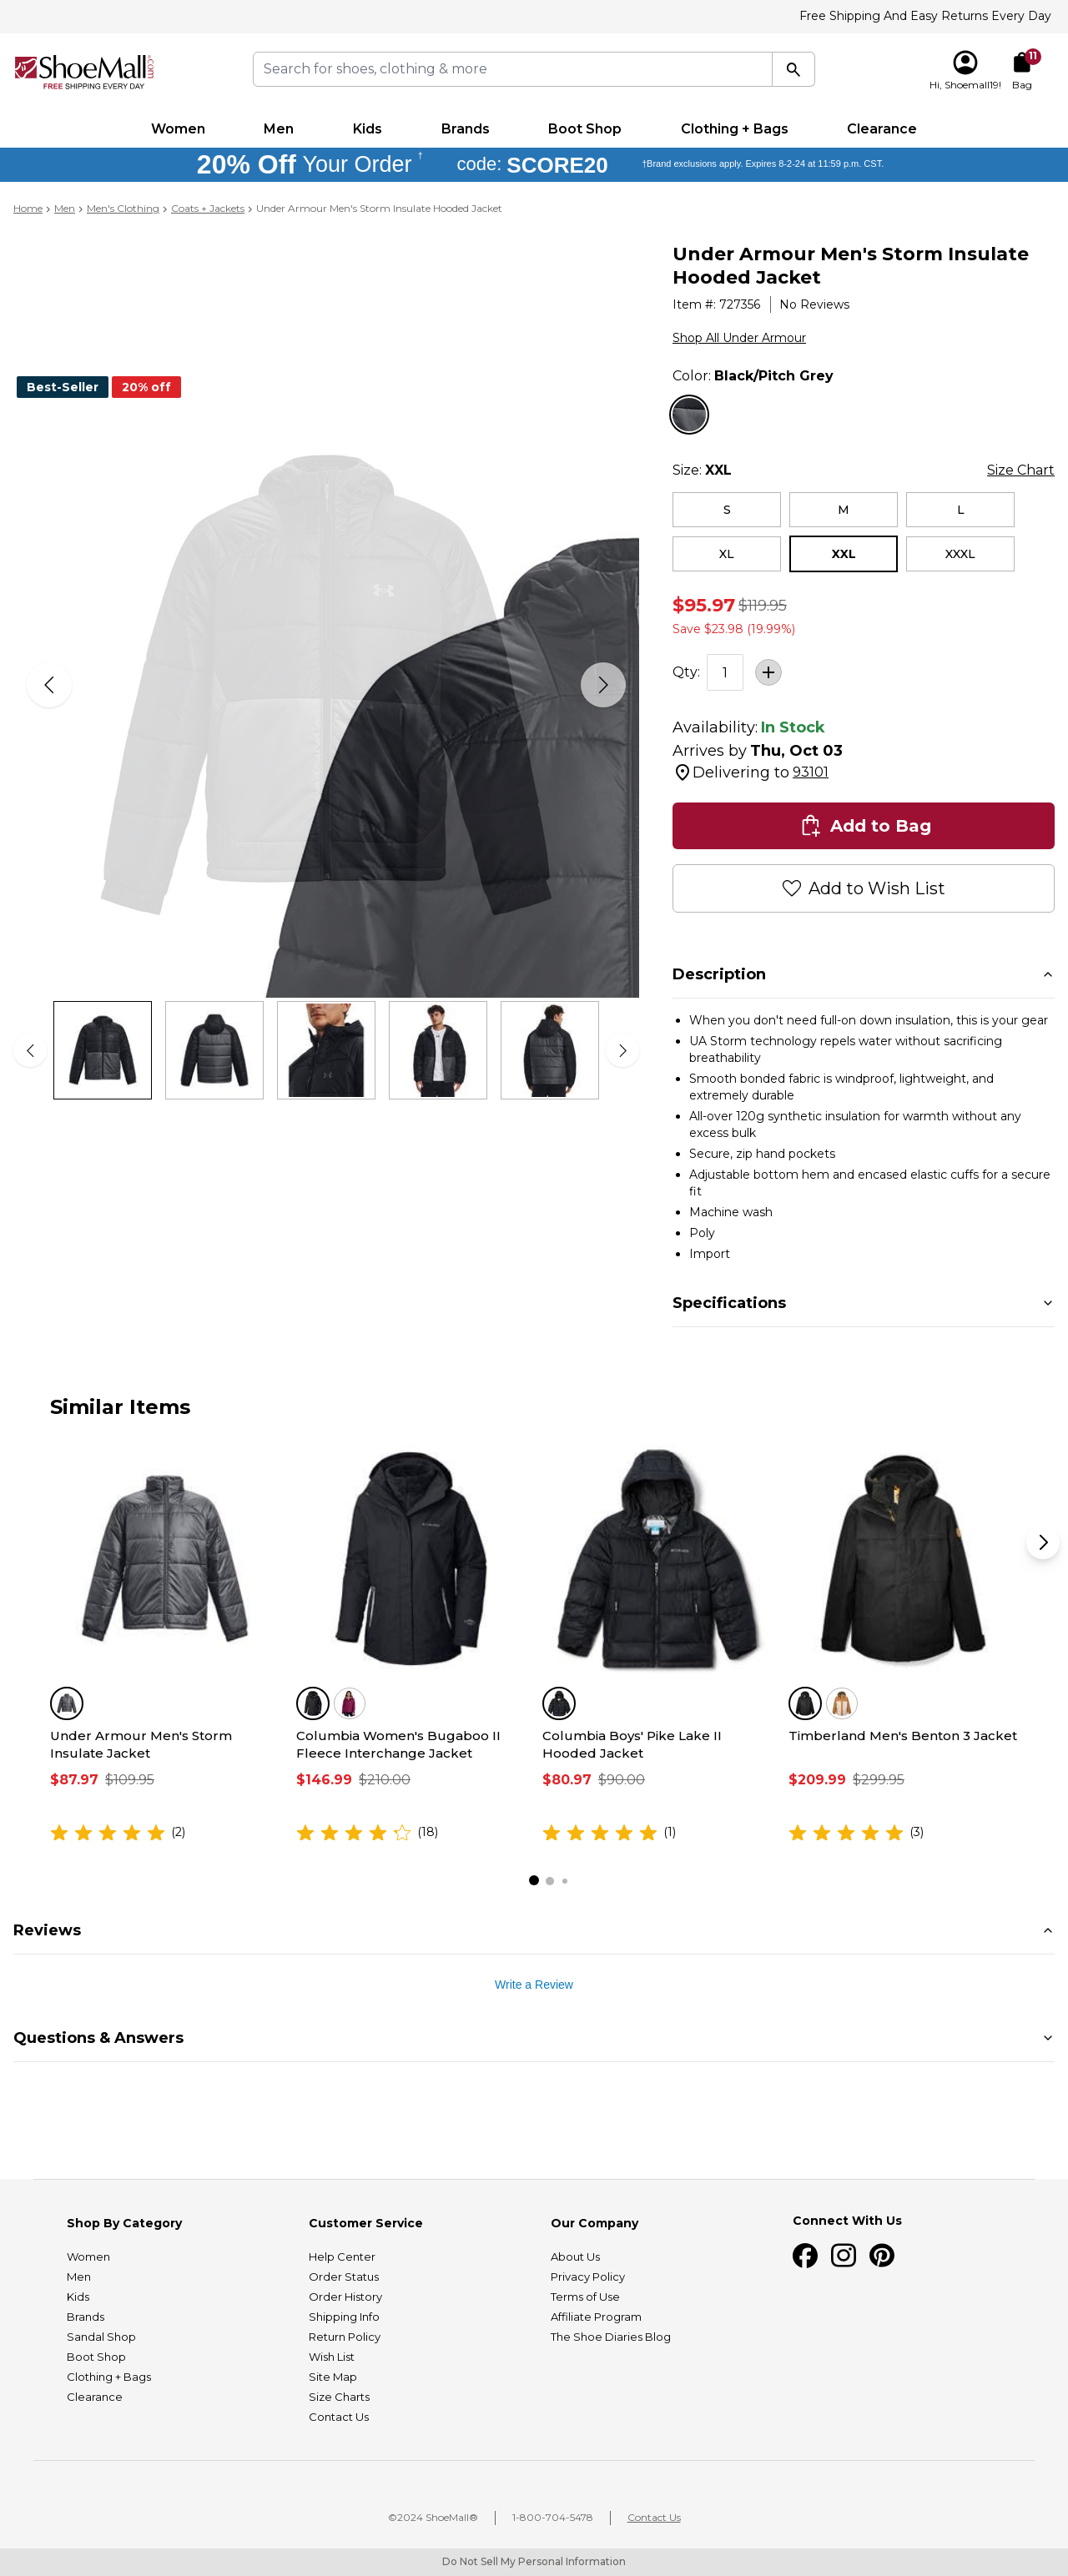 Free Shipping And Easy Returns Every Day
ShoeMall.com
FREE SHIPPING EVERY DAY
Search for shoes, clothing & more
11
Hi, Shoemall19!
Bag
Women
Men
Kids
Brands
Boot Shop
Clothing + Bags
Clearance
20% Off Your Order † code: SCORE20 †Brand exclusions apply. Expires 8-2-24 at 11:59 p.m. CST.
Home > Men > Men's Clothing > Coats + Jackets > Under Armour Men's Storm Insulate Hooded Jacket
Best-Seller
20% off
Under Armour Men's Storm Insulate
Hooded Jacket
Item #: 727356 | No Reviews
Shop All Under Armour
Color: Black/Pitch Grey
Size: XXL
Size Chart
S
M
L
XL
XXL
XXXL
$95.97 $119.95
Save $23.98 (19.99%)
Qty: 1 +
Availability: In Stock
Arrives by Thu, Oct 03
Delivering to 93101
Add to Bag
Add to Wish List
Description
• When you don't need full-on down insulation, this is your gear
• UA Storm technology repels water without sacrificing
breathability
• Smooth bonded fabric is windproof, lightweight, and
extremely durable
• All-over 120g synthetic insulation for warmth without any
excess bulk
• Secure, zip hand pockets
• Adjustable bottom hem and encased elastic cuffs for a secure
fit
• Machine wash
• Poly
• Import
Specifications
Similar Items
Under Armour Men's Storm
Insulate Jacket
$87.97 $109.95
(2)
Columbia Women's Bugaboo II
Fleece Interchange Jacket
$146.99 $210.00
(18)
Columbia Boys' Pike Lake II
Hooded Jacket
$80.97 $90.00
(1)
Timberland Men's Benton 3 Jacket
$209.99 $299.95
(3)
Reviews
Write a Review
Questions & Answers
Shop By Category
Women
Men
Kids
Brands
Sandal Shop
Boot Shop
Clothing + Bags
Clearance
Customer Service
Help Center
Order Status
Order History
Shipping Info
Return Policy
Wish List
Site Map
Size Charts
Contact Us
Our Company
About Us
Privacy Policy
Terms of Use
Affiliate Program
The Shoe Diaries Blog
Connect With Us
©2024 ShoeMall® | 1-800-704-5478 | Contact Us
Do Not Sell My Personal Information